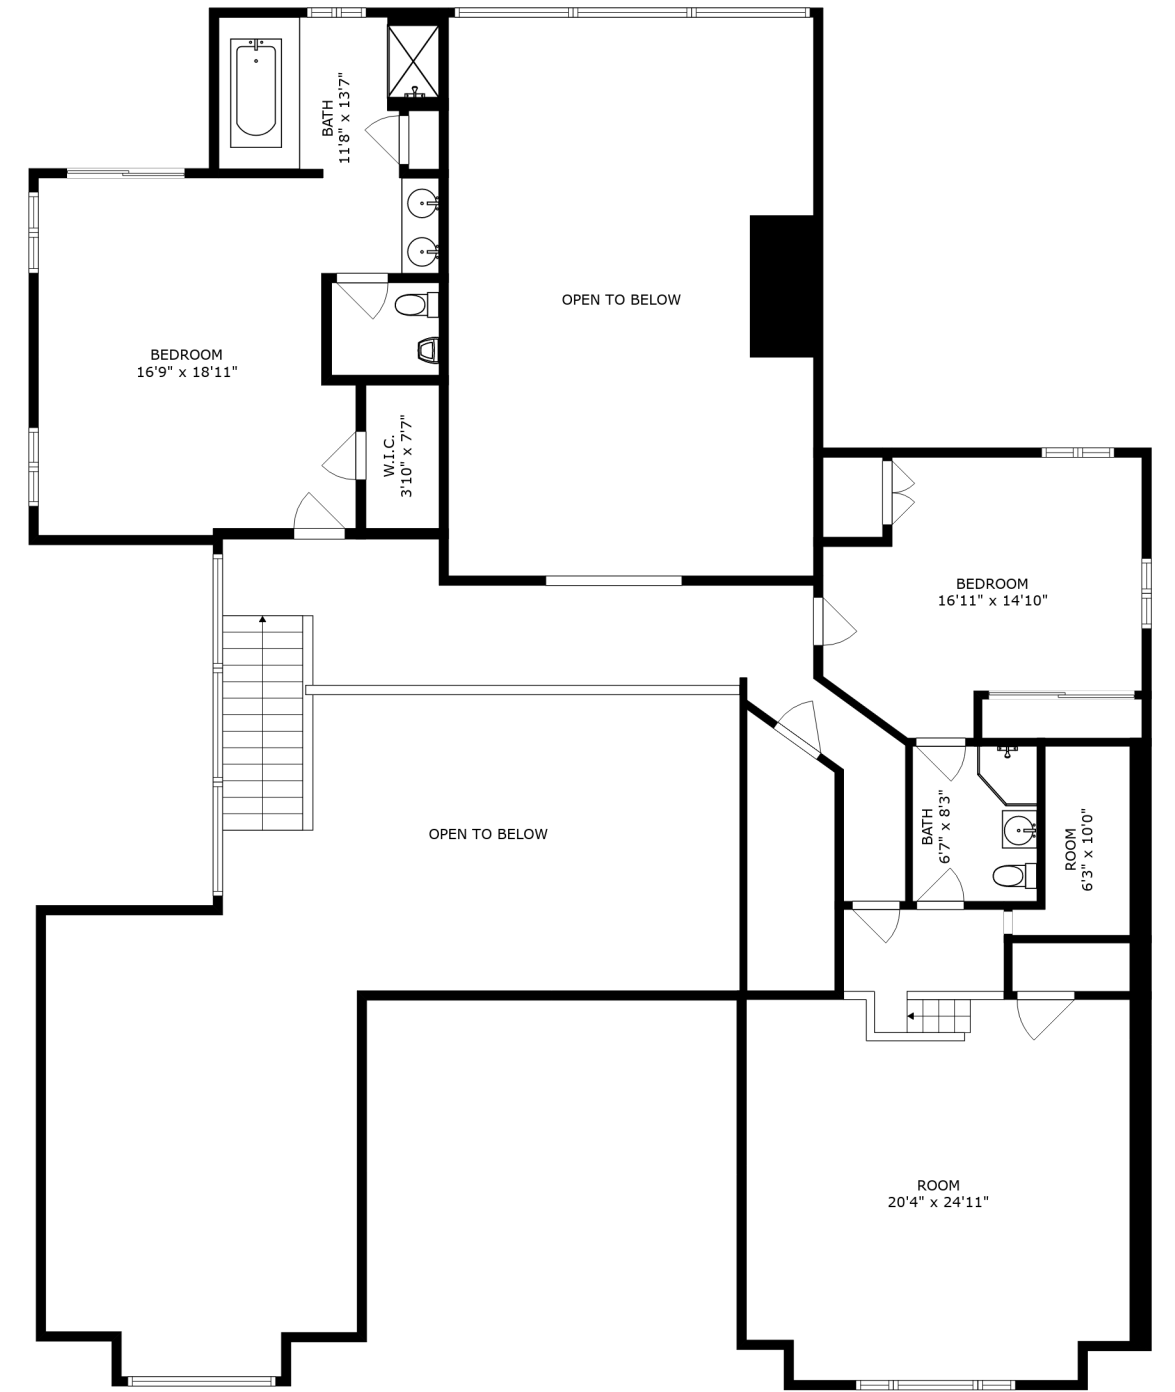 BATH
11'8" x 13'7"
OPEN TO BELOW
BEDROOM
16'9" x 18'11"
W.I.C.
3'10" x 7'7"
BEDROOM
16'11" x 14'10"
OPEN TO BELOW
BATH
6'7" x 8'3"
ROOM
6'3" x 10'0"
ROOM
20'4" x 24'11"